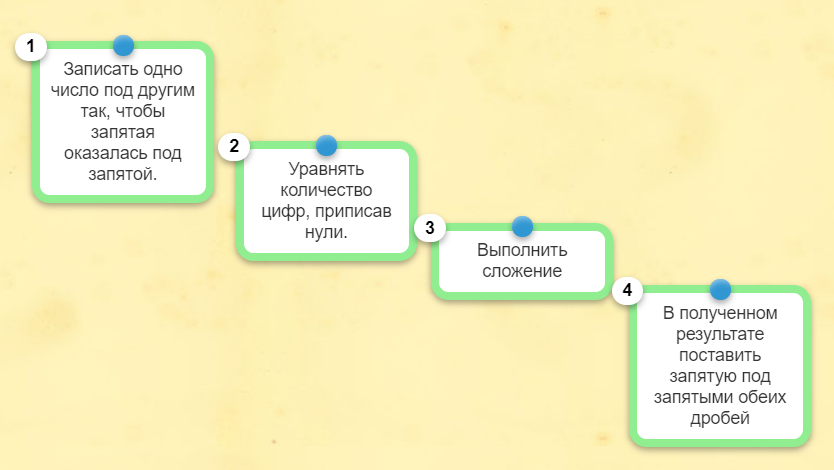 1
Записать одно
число под другим
так, чтобы
запятая
оказалась под
запятой.
2
Уравнять
количество
цифр, приписав
нули.
3
Выполнить
сложение
4
В полученном
результате
поставить
запятую под
запятыми обеих
дробей